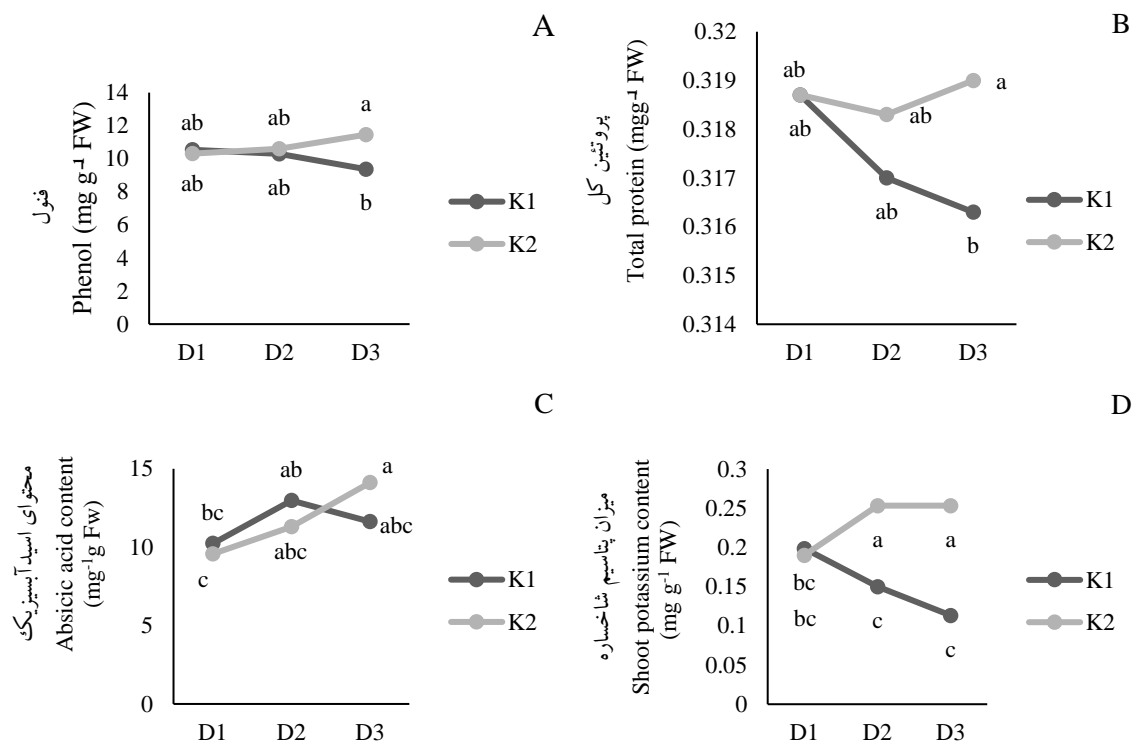 A
فنول
Phenol (mg g⁻¹ FW)
14
12
10
8
6
4
2
0
ab
ab
a
ab
ab
b
D1
D2
D3
K1
K2
B
پروتئین کل
Total protein (mgg⁻¹ FW)
0.32
0.319
0.318
0.317
0.316
0.315
0.314
ab
a
ab
ab
ab
b
D1
D2
D3
K1
K2
C
محتوای اسید آبسیزیک
Absicic acid content
(mg⁻¹g Fw)
15
10
5
0
bc
ab
a
c
abc
abc
D1
D2
D3
K1
K2
D
میزان پتاسیم شاخساره
Shoot potassium content
(mg g⁻¹ FW)
0.3
0.25
0.2
0.15
0.1
0.05
0
a
a
bc
bc
c
c
D1
D2
D3
K1
K2